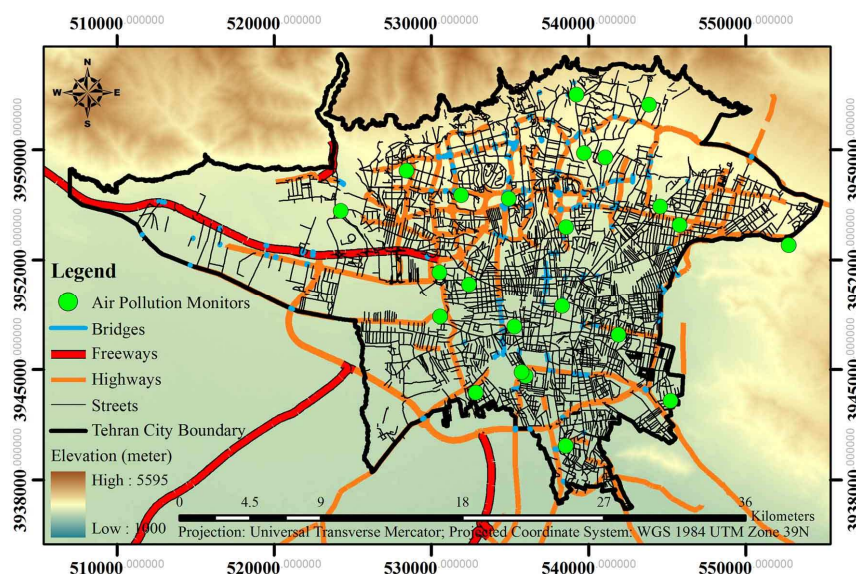 510000.000000 520000.000000 530000.000000 540000.000000 550000.000000
N
W E
S
3959000.000000 3959000.000000
3952000.000000 3952000.000000
3945000.000000 3945000.000000
3938000.000000 3938000.000000
Legend
Air Pollution Monitors
Bridges
Freeways
Highways
Streets
Tehran City Boundary
Elevation (meter)
High : 5595
Low : 1000
0 4.5 9 18 27 36
Kilometers
Projection: Universal Transverse Mercator; Projected Coordinate System: WGS 1984 UTM Zone 39N
510000.000000 520000.000000 530000.000000 540000.000000 550000.000000